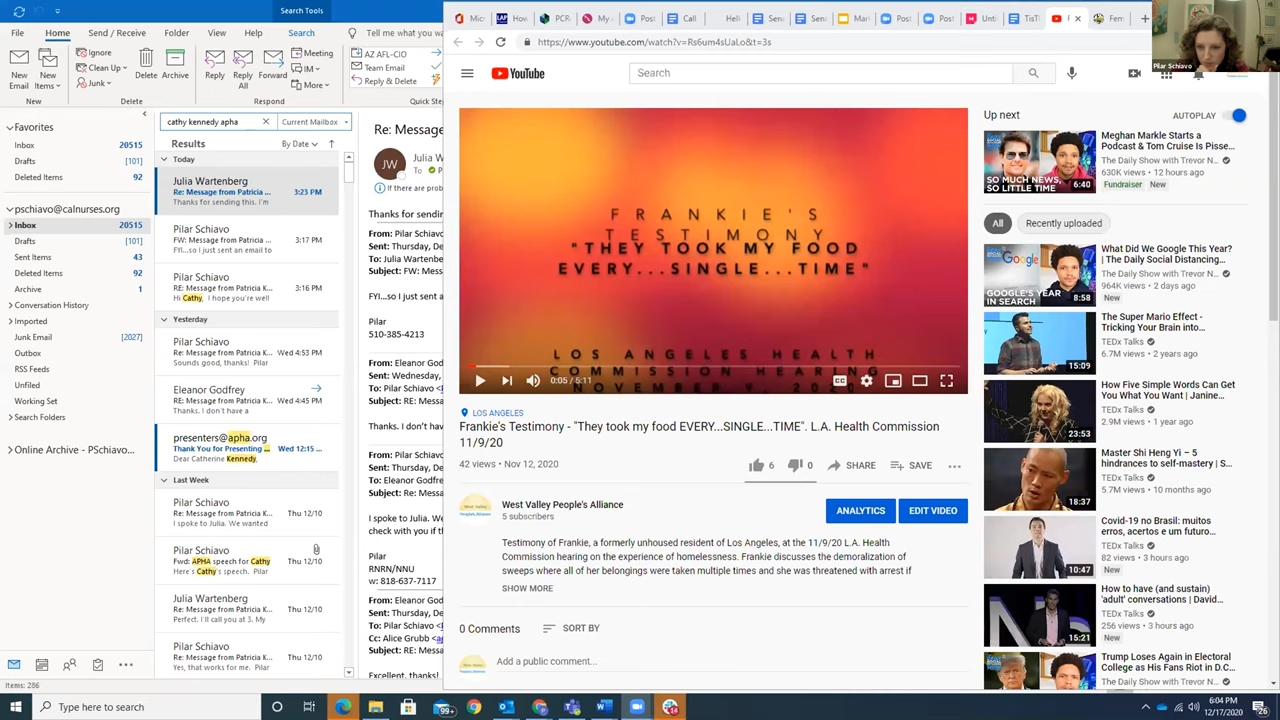 Search Tools
File Home Send / Receive Folder View Help Search Tell me what you want
New Email
New Items
Ignore
Clean Up
Junk
Delete
Archive
Reply
Reply All
Forward
Meeting
IM
More
AZ AFL-CIO
Team Email
Reply & Delete
New
Delete
Respond
Quick Step
Favorites
Inbox 20515
Drafts [101]
Deleted Items 92
pschiavo@calnurses.org
Inbox 20515
Drafts [101]
Sent Items 43
Deleted Items 92
Archive 1
Conversation History
Imported
Junk Email [2027]
Outbox
RSS Feeds
Unfiled
Working Set
Search Folders
Online Archive - PSchiavo...
Items: 286
cathy kennedy apha
Current Mailbox
Results By Date
Today
Julia Wartenberg
Re: Message from Patricia ... 3:23 PM
Thanks for sending this. I'm
Pilar Schiavo
FW: Message from Patricia ... 3:17 PM
FYI...so I just sent an email to
Pilar Schiavo
Re: Message from Patricia K... 3:16 PM
Hi Cathy, I hope you're well
Yesterday
Pilar Schiavo
Re: Message from Patricia K... Wed 4:53 PM
Sounds good, thanks! Pilar
Eleanor Godfrey
Re: Message from Patricia K... Wed 4:45 PM
Thanks. I don't have a
presenters@apha.org
Thank You for Presenting ... Wed 12:15 ...
Dear Catherine Kennedy,
Last Week
Pilar Schiavo
Re: Message from Patricia K... Thu 12/10
I spoke to Julia. We wanted
Pilar Schiavo
Fwd: APHA speech for Cathy Thu 12/10
Here's Cathy's speech. Pilar
Julia Wartenberg
Re: Message from Patricia K... Thu 12/10
Perfect. I'll call you at 3. My
Pilar Schiavo
Re: Message from Patricia K... Thu 12/10
Yes, that works for me. Pilar
Re: Message
JW
Julia W
To
If there are prob
Thanks for sendin
From: Pilar Schiav
Sent: Thursday, De
To: Julia Wartenbe
Subject: FW: Mess
FYI...so I just sent a
Pilar
510-385-4213
From: Eleanor Godf
Sent: Wednesday,
To: Pilar Schiavo
Subject: RE: Mess
Thanks. I don't hav
From: Pilar Schiavo
Sent: Thursday, De
To: Eleanor Godfre
Subject: Re: Mess
I spoke to Julia. We
check with you if th
Pilar
RNRN/NNU
w: 818-637-7117
From: Eleanor God
Sent: Thursday, De
To: Pilar Schiavo
Cc: Alice Grubb
Subject: RE: Mess
Excellent, thanks!
Micr How PCR My A Post Call Heli Sena Sena Mar Post Post Unti TisT Fern
https://www.youtube.com/watch?v=Rs6um4sUaLo&t=3s
Pilar Schiavo
YouTube
Search
FRANKIE'S
TESTIMONY
"THEY TOOK MY FOOD
EVERY...SINGLE...TIME"
LOS ANGELES HEALTH
COMMISSION HEARING
0:05 / 5:11
LOS ANGELES
Frankie's Testimony - "They took my food EVERY...SINGLE...TIME". L.A. Health Commission
11/9/20
42 views • Nov 12, 2020
6 0 SHARE SAVE
West Valley People's Alliance
5 subscribers
ANALYTICS EDIT VIDEO
Testimony of Frankie, a formerly unhoused resident of Los Angeles, at the 11/9/20 L.A. Health
Commission hearing on the experience of homelessness. Frankie discusses the demoralization of
sweeps where all of her belongings were taken multiple times and she was threatened with arrest if
SHOW MORE
0 Comments SORT BY
Add a public comment...
Up next AUTOPLAY
SO MUCH NEWS,
SO LITTLE TIME
6:40
Meghan Markle Starts a
Podcast & Tom Cruise Is Pisse...
The Daily Show with Trevor N...
630K views • 12 hours ago
Fundraiser New
All Recently uploaded
Google
GOOGLE'S YEAR
IN SEARCH
8:58
What Did We Google This Year?
| The Daily Social Distancing...
The Daily Show with Trevor N...
964K views • 2 days ago
New
15:09
The Super Mario Effect -
Tricking Your Brain into...
TEDx Talks
6.7M views • 2 years ago
23:53
How Five Simple Words Can Get
You What You Want | Janine...
TEDx Talks
2.9M views • 1 year ago
18:37
Master Shi Heng Yi – 5
hindrances to self-mastery | S...
TEDx Talks
5.7M views • 10 months ago
10:47
Covid-19 no Brasil: muitos
erros, acertos e um futuro...
TEDx Talks
82 views • 3 hours ago
New
15:21
How to have (and sustain)
'adult' conversations | David...
TEDx Talks
256 views • 3 hours ago
New
Trump Loses Again in Electoral
College as His Fans Riot in D.C...
The Daily Show with Trevor N...
Type here to search
99+
6:04 PM
12/17/2020
26